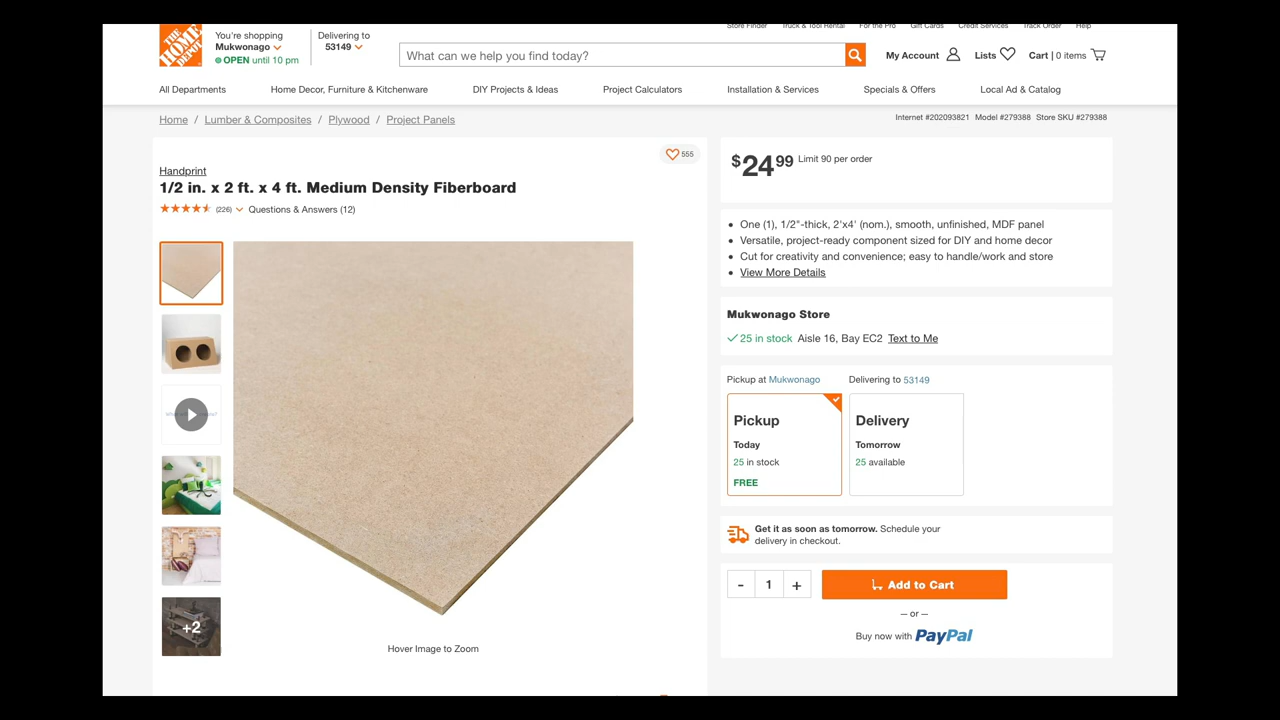 Store Finder Truck & Tool Rental For the Pro Gift Cards Credit Services Track Order Help
THE HOME DEPOT
You're shopping
Mukwonago
OPEN until 10 pm
Delivering to
53149
What can we help you find today?
My Account
Lists
Cart | 0 items
All Departments Home Decor, Furniture & Kitchenware DIY Projects & Ideas Project Calculators Installation & Services Specials & Offers Local Ad & Catalog
Home / Lumber & Composites / Plywood / Project Panels
Internet #202093821 Model #279388 Store SKU #279388
555
Handprint
1/2 in. x 2 ft. x 4 ft. Medium Density Fiberboard
(226) Questions & Answers (12)
+2
Hover Image to Zoom
$24 99 Limit 90 per order
• One (1), 1/2"-thick, 2'x4' (nom.), smooth, unfinished, MDF panel
• Versatile, project-ready component sized for DIY and home decor
• Cut for creativity and convenience; easy to handle/work and store
• View More Details
Mukwonago Store
25 in stock Aisle 16, Bay EC2 Text to Me
Pickup at Mukwonago
Delivering to 53149
Pickup
Today
25 in stock
FREE
Delivery
Tomorrow
25 available
Get it as soon as tomorrow. Schedule your
delivery in checkout.
- 1 +
Add to Cart
— or —
Buy now with PayPal